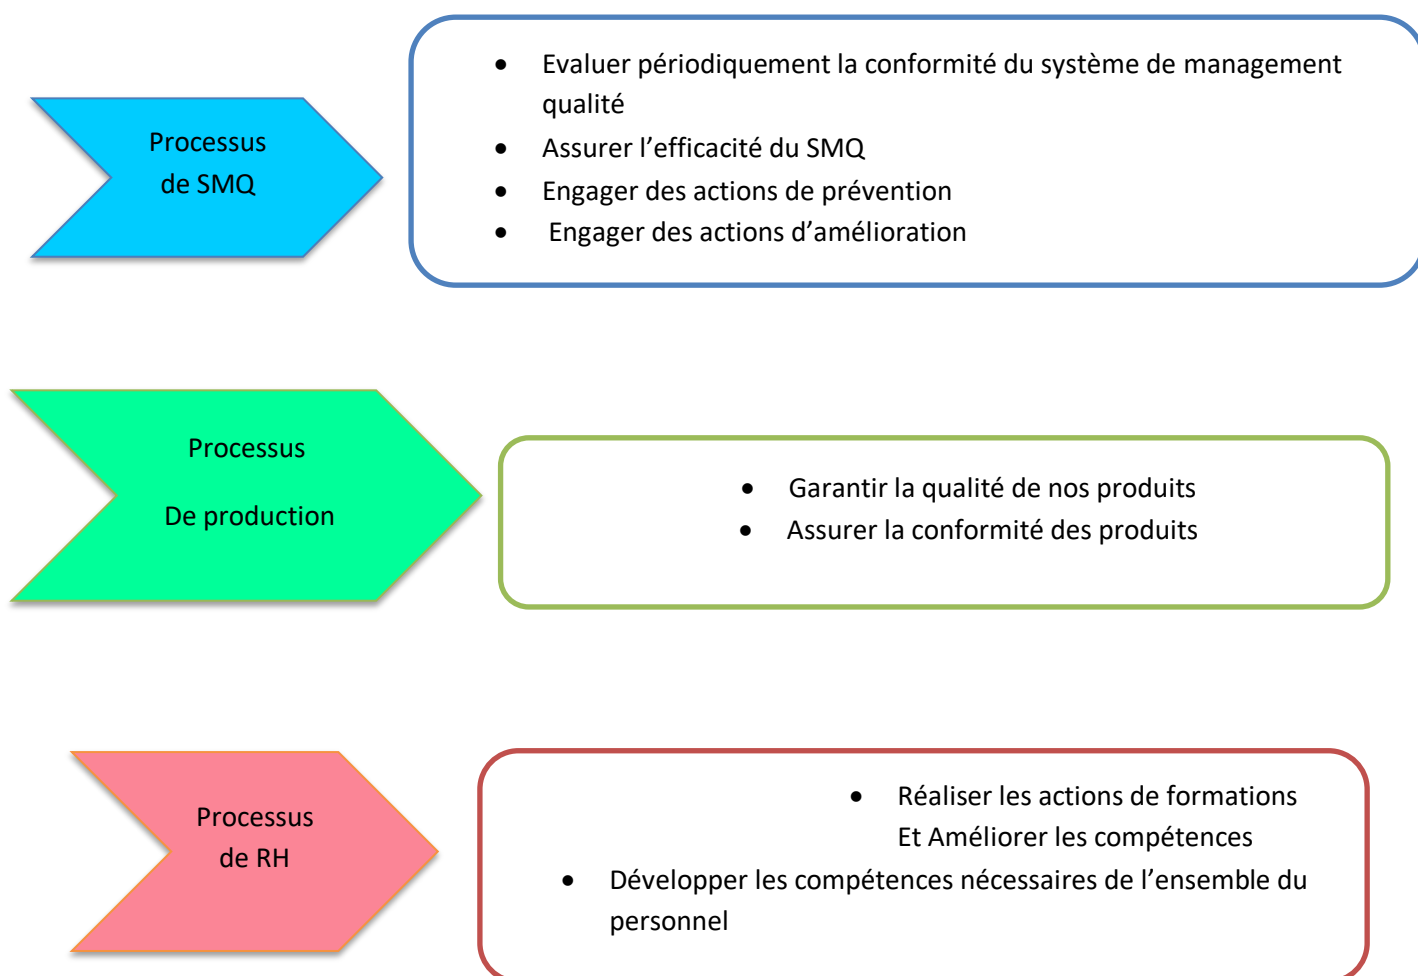 Processus
de SMQ
• Evaluer périodiquement la conformité du système de management
qualité
• Assurer l’efficacité du SMQ
• Engager des actions de prévention
• Engager des actions d’amélioration
Processus
De production
• Garantir la qualité de nos produits
• Assurer la conformité des produits
Processus
de RH
• Réaliser les actions de formations
Et Améliorer les compétences
• Développer les compétences nécessaires de l’ensemble du
personnel